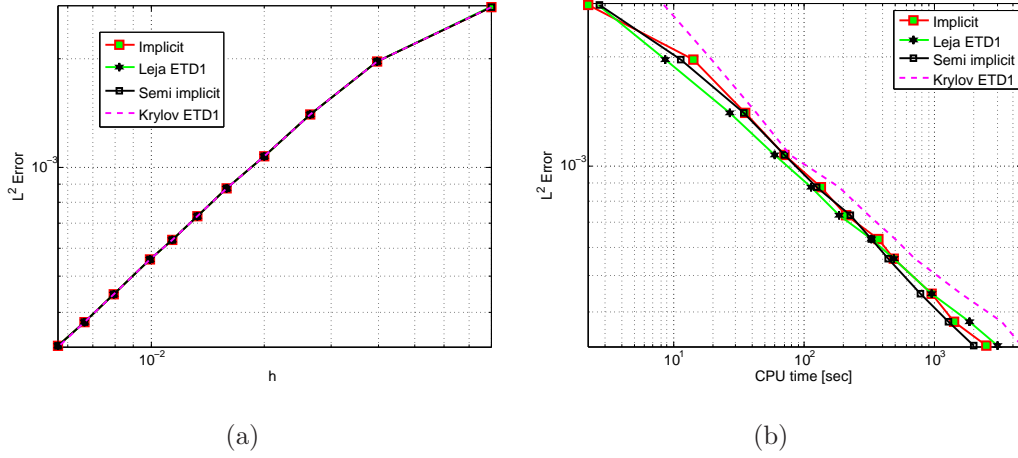 Implicit
Leja ETD1
Semi implicit
Krylov ETD1
10⁻³
L² Error
10⁻²
h
(a)
Implicit
Leja ETD1
Semi implicit
Krylov ETD1
10⁻³
L² Error
10¹
10²
10³
CPU time [sec]
(b)